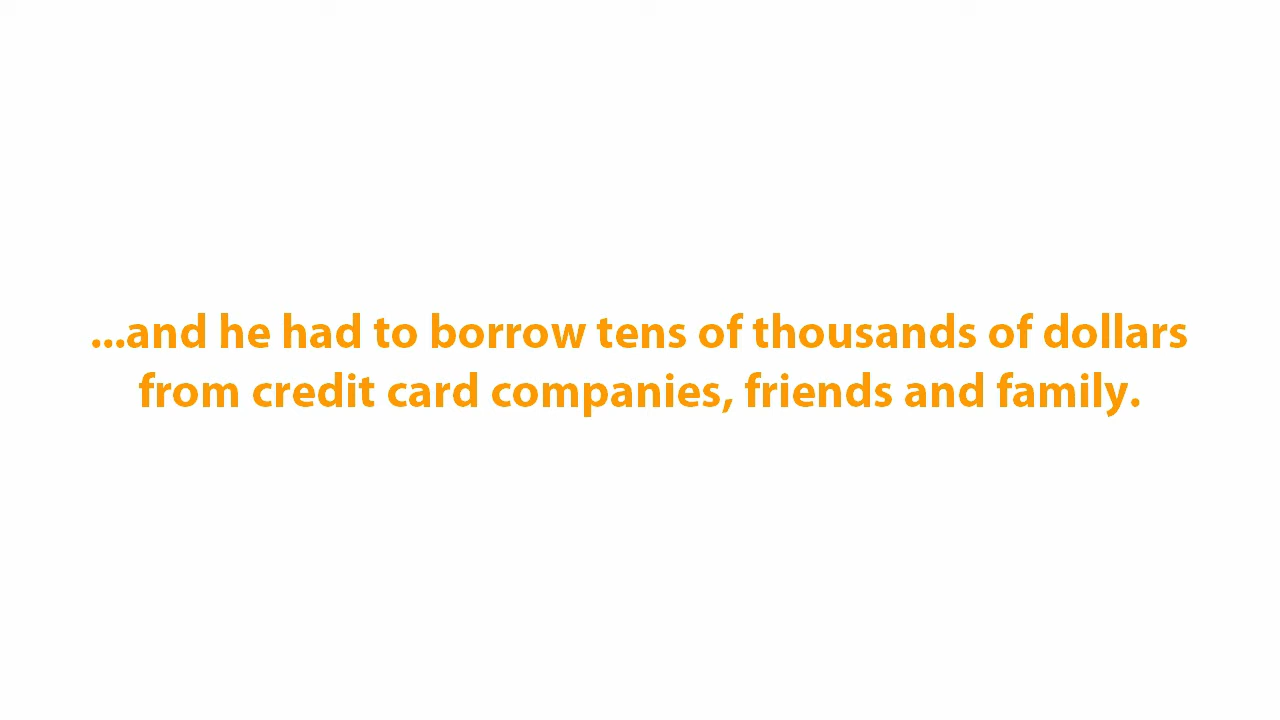 ...and he had to borrow tens of thousands of dollars
from credit card companies, friends and family.